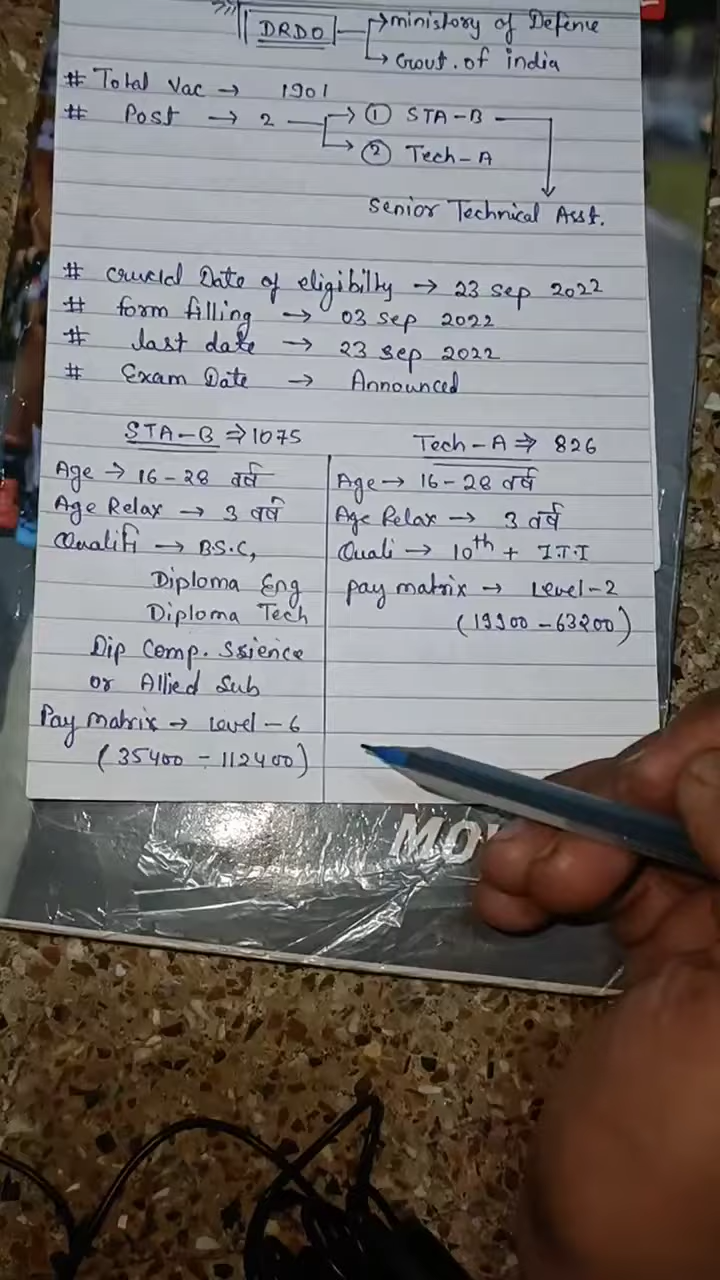 DRDO → ministory of Defense
→ Govt. of india
# Total Vac → 1901
# Post → 2 → ① STA-B
→ ② Tech-A
Senior Technical Asst.
# crucial Date of eligibility → 23 Sep 2022
# form filling → 03 Sep 2022
# last date → 23 Sep 2022
# Exam Date → Announced
STA-B ⇒ 1075
Age → 16-28 वर्ष
Age Relax → 3 वर्ष
Qualifi → B.S.C,
Diploma Eng
Diploma Tech
Dip Comp. Ssience
or Allied Sub
Pay matrix → Level-6
(35400 - 112400)
Tech-A ⇒ 826
Age → 16-28 वर्ष
Age Relax → 3 वर्ष
Quali → 10th + I.T.I
pay matrix → Level-2
(19900 - 63200)
MO